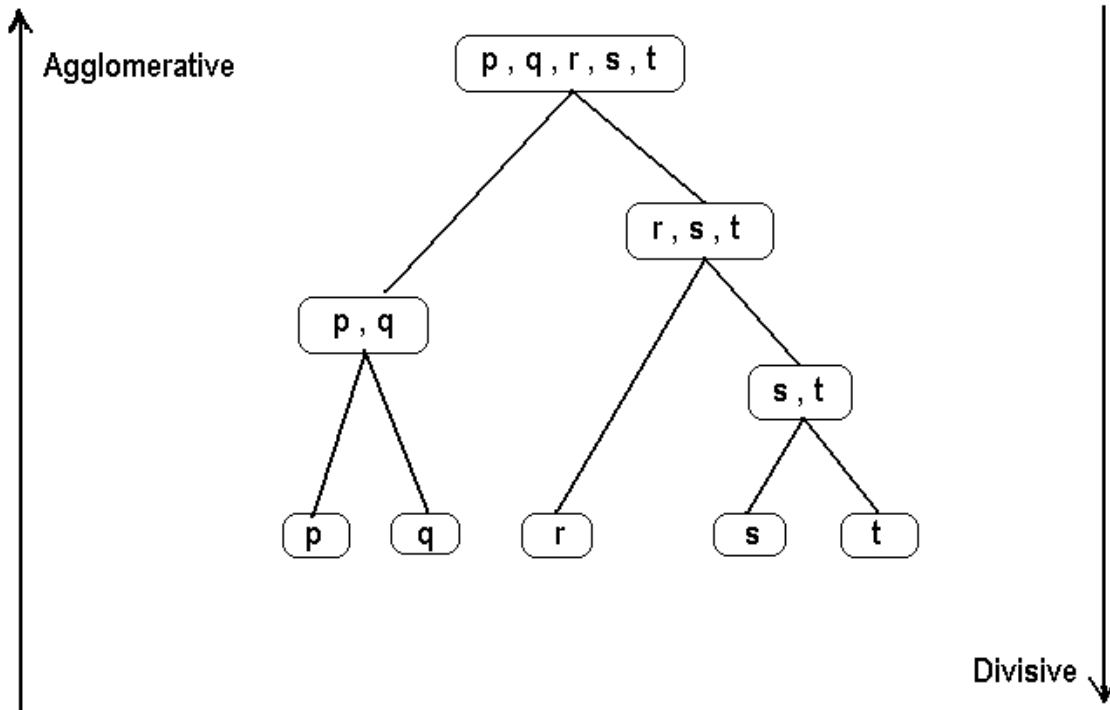 Agglomerative
p , q , r , s , t
r , s , t
p , q
s , t
p
q
r
s
t
Divisive